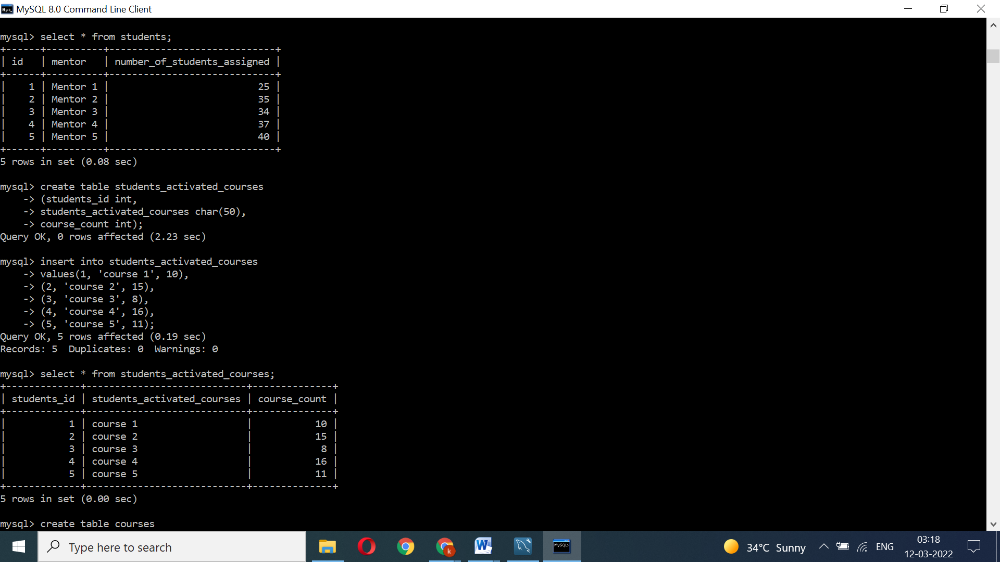 MySQL 8.0 Command Line Client
mysql> select * from students;
+------+----------+-----------------------------+
| id   | mentor   | number_of_students_assigned |
+------+----------+-----------------------------+
|    1 | Mentor 1 |                          25 |
|    2 | Mentor 2 |                          35 |
|    3 | Mentor 3 |                          34 |
|    4 | Mentor 4 |                          37 |
|    5 | Mentor 5 |                          40 |
+------+----------+-----------------------------+
5 rows in set (0.08 sec)
mysql> create table students_activated_courses
    -> (students_id int,
    -> students_activated_courses char(50),
    -> course_count int);
Query OK, 0 rows affected (2.23 sec)
mysql> insert into students_activated_courses
    -> values(1, 'course 1', 10),
    -> (2, 'course 2', 15),
    -> (3, 'course 3', 8),
    -> (4, 'course 4', 16),
    -> (5, 'course 5', 11);
Query OK, 5 rows affected (0.19 sec)
Records: 5  Duplicates: 0  Warnings: 0
mysql> select * from students_activated_courses;
+-------------+----------------------------+--------------+
| students_id | students_activated_courses | course_count |
+-------------+----------------------------+--------------+
|           1 | course 1                   |           10 |
|           2 | course 2                   |           15 |
|           3 | course 3                   |            8 |
|           4 | course 4                   |           16 |
|           5 | course 5                   |           11 |
+-------------+----------------------------+--------------+
5 rows in set (0.00 sec)
mysql> create table courses
Type here to search
34°C Sunny
ENG
03:18
12-03-2022